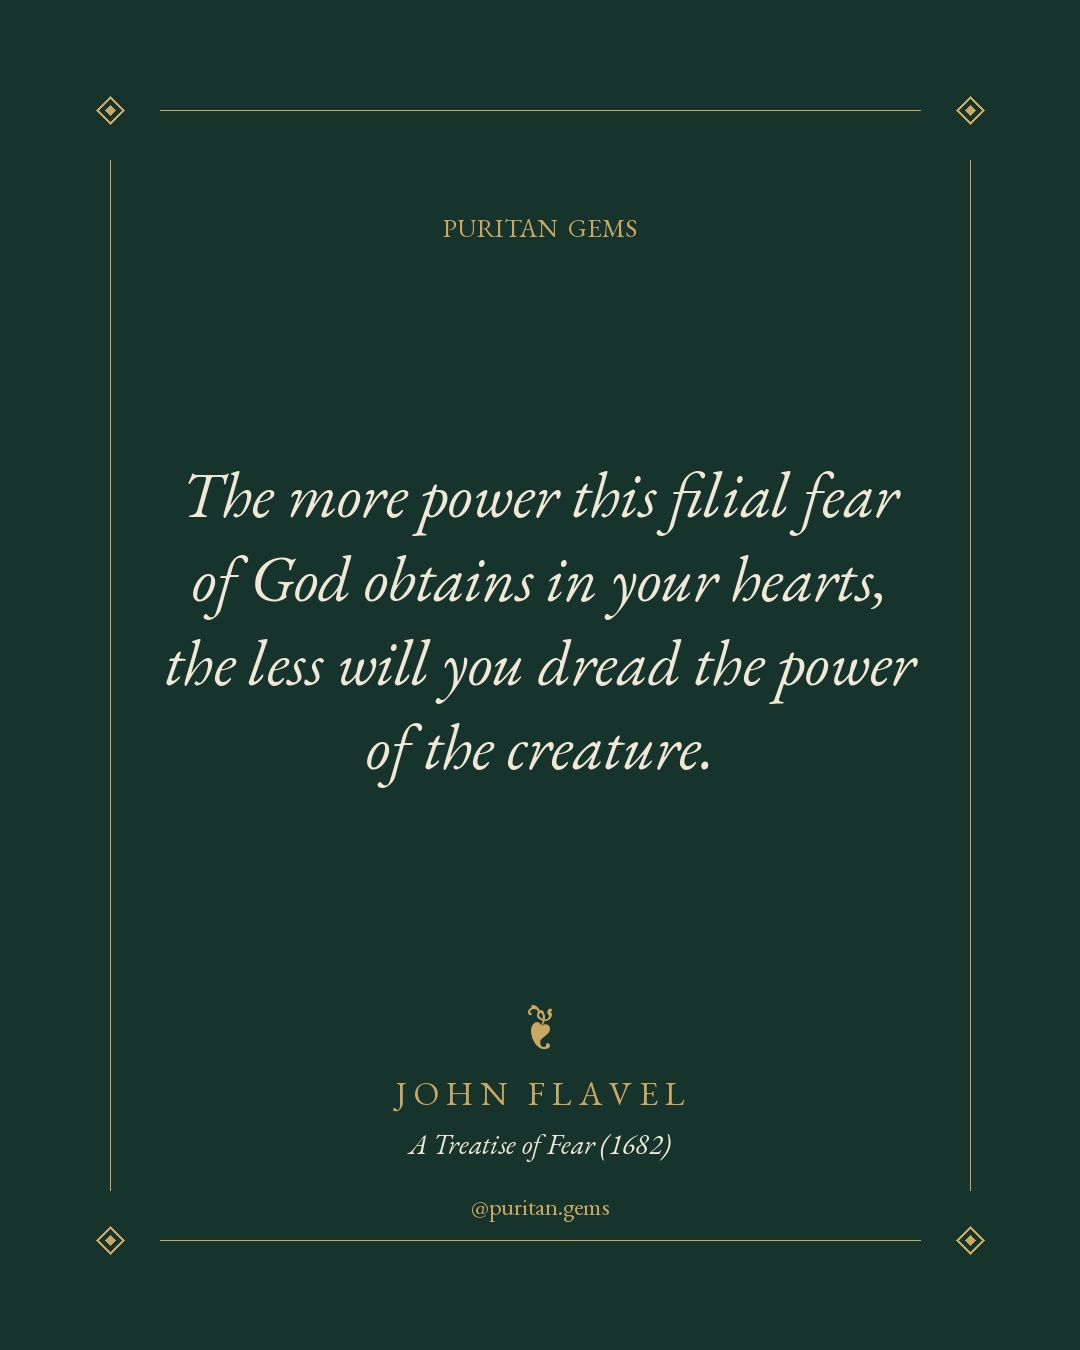 PURITAN GEMS
The more power this filial fear
of God obtains in your hearts,
the less will you dread the power
of the creature.
JOHN FLAVEL
A Treatise of Fear (1682)
@puritan.gems